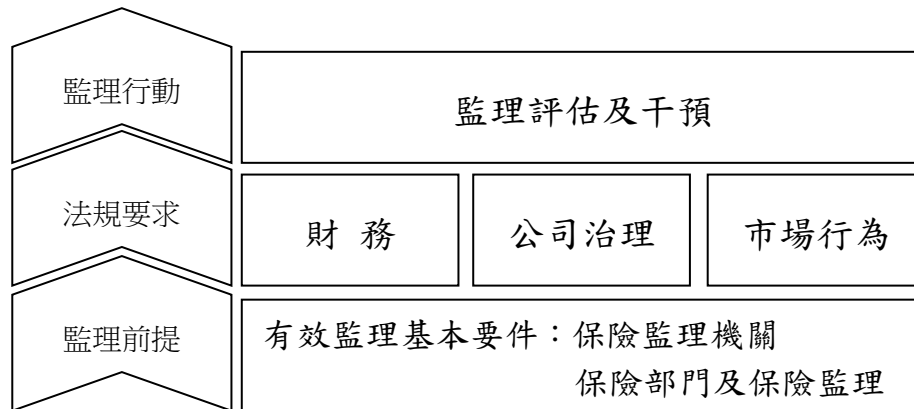 監理行動
監理評估及干預
法規要求
財 務
公司治理
市場行為
監理前提
有效監理基本要件：保險監理機關
保險部門及保險監理